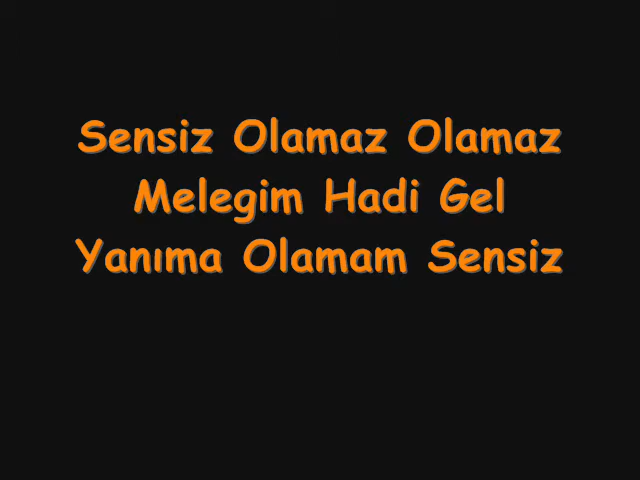 Sensiz Olamaz Olamaz
Melegim Hadi Gel
Yanıma Olamam Sensiz